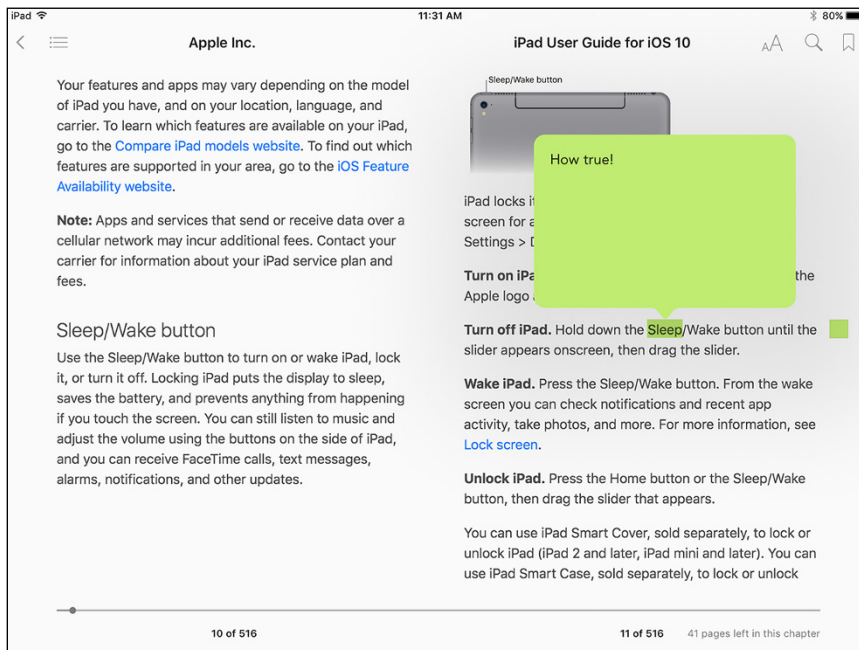 iPad 11:31 AM 80%
Apple Inc. iPad User Guide for iOS 10 AA
Your features and apps may vary depending on the model
of iPad you have, and on your location, language, and
carrier. To learn which features are available on your iPad,
go to the Compare iPad models website. To find out which
features are supported in your area, go to the iOS Feature
Availability website.
Note: Apps and services that send or receive data over a
cellular network may incur additional fees. Contact your
carrier for information about your iPad service plan and
fees.
Sleep/Wake button
Use the Sleep/Wake button to turn on or wake iPad, lock
it, or turn it off. Locking iPad puts the display to sleep,
saves the battery, and prevents anything from happening
if you touch the screen. You can still listen to music and
adjust the volume using the buttons on the side of iPad,
and you can receive FaceTime calls, text messages,
alarms, notifications, and other updates.
10 of 516
Sleep/Wake button
How true!
iPad locks
screen for
Settings >
Turn on the
Apple logo
Turn off iPad. Hold down the Sleep/Wake button until the
slider appears onscreen, then drag the slider.
Wake iPad. Press the Sleep/Wake button. From the wake
screen you can check notifications and recent app
activity, take photos, and more. For more information, see
Lock screen.
Unlock iPad. Press the Home button or the Sleep/Wake
button, then drag the slider that appears.
You can use iPad Smart Cover, sold separately, to lock or
unlock iPad (iPad 2 and later, iPad mini and later). You can
use iPad Smart Case, sold separately, to lock or unlock
11 of 516 41 pages left in this chapter